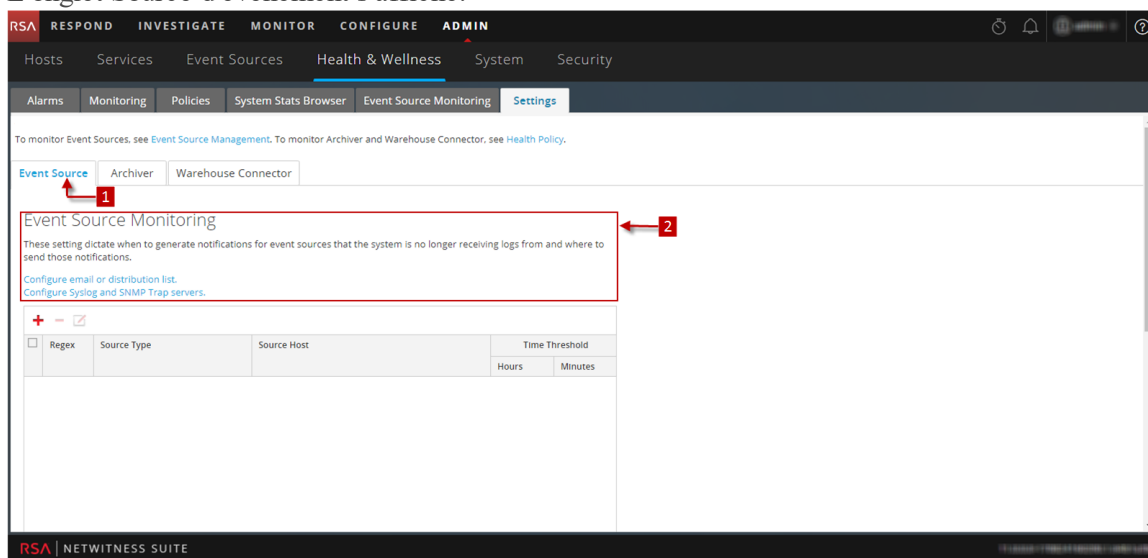 RSA RESPOND INVESTIGATE MONITOR CONFIGURE ADMIN
Hosts Services Event Sources Health & Wellness System Security
Alarms Monitoring Policies System Stats Browser Event Source Monitoring Settings
To monitor Event Sources, see Event Source Management. To monitor Archiver and Warehouse Connector, see Health Policy.
Event Source Archiver Warehouse Connector
1
Event Source Monitoring
2
These setting dictate when to generate notifications for event sources that the system is no longer receiving logs from and where to
send those notifications.
Configure email or distribution list.
Configure Syslog and SNMP Trap servers.
Regex Source Type Source Host Time Threshold
Hours Minutes
RSA | NETWITNESS SUITE